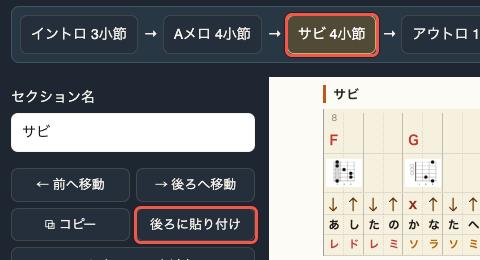 イントロ 3小節 → Aメロ 4小節 → サビ 4小節 → アウトロ 1
セクション名
サビ
← 前へ移動 → 後ろへ移動
コピー 後ろに貼り付け
サビ
8
F G
↓ ↑ ↓ ↑ x ↑ ↓ ↑
あ し た の か な た へ
レ ド レ ミ ソ ラ ソ ミ